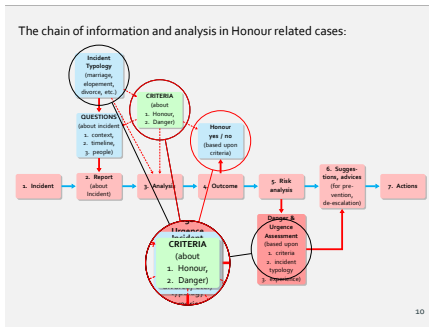 The chain of information and analysis in Honour related cases:
Incident
Typology
(marriage,
elopement,
divorce, etc.)
CRITERIA
(about
1. Honour,
2. Danger)
QUESTIONS
(about incident
1. context,
2. timeline,
3. people)
Honour
yes / no
(based upon
criteria)
1. Incident
2. Report
(about
Incident)
3. Analysis
4. Outcome
5. Risk
analysis
6. Sugges-
tions, advices
(for pre-
vention,
de-escalation)
7. Actions
Danger &
Urgence
Assessment
(based upon
1. criteria
2. incident
typology
3. experience)
CRITERIA
(about
1. Honour,
2. Danger)
10